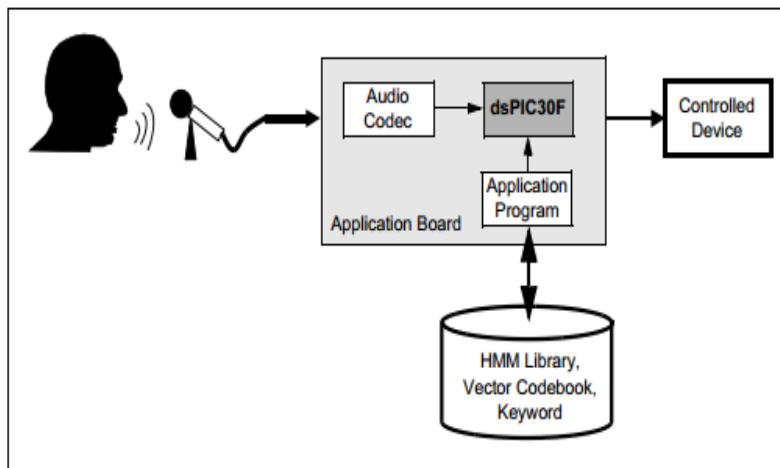 Audio
Codec
dsPIC30F
Controlled
Device
Application
Program
Application Board
HMM Library,
Vector Codebook,
Keyword